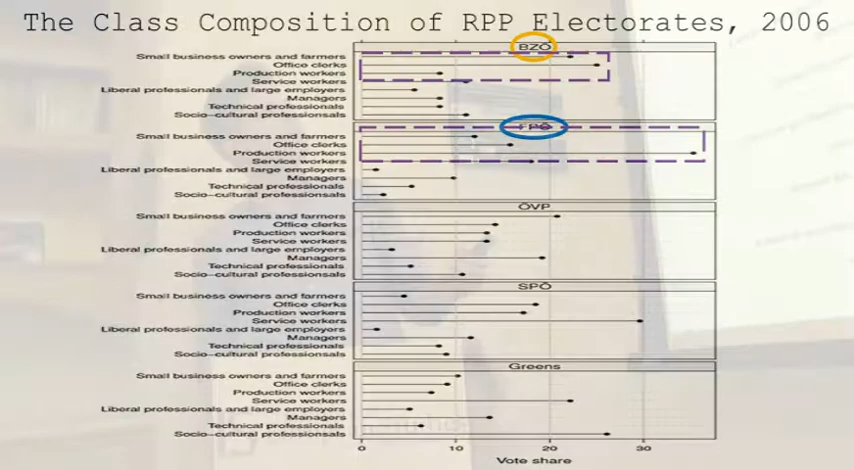 The Class Composition of RPP Electorates, 2006
BZÖ
Small business owners and farmers
Office clerks
Production workers
Service workers
Liberal professionals and large employers
Managers
Technical professionals
Socio-cultural professionsals
FPÖ
Small business owners and farmers
Office clerks
Production workers
Service workers
Liberal professionals and large employers
Managers
Technical professionals
Socio-cultural professionsals
ÖVP
Small business owners and farmers
Office clerks
Production workers
Service workers
Liberal professionals and large employers
Managers
Technical professionals
Socio-cultural professionsals
SPÖ
Small business owners and farmers
Office clerks
Production workers
Service workers
Liberal professionals and large employers
Managers
Technical professionals
Socio-cultural professionsals
Greens
Small business owners and farmers
Office clerks
Production workers
Service workers
Liberal professionals and large employers
Managers
Technical professionals
Socio-cultural professionsals
0 10 20 30
Vote share